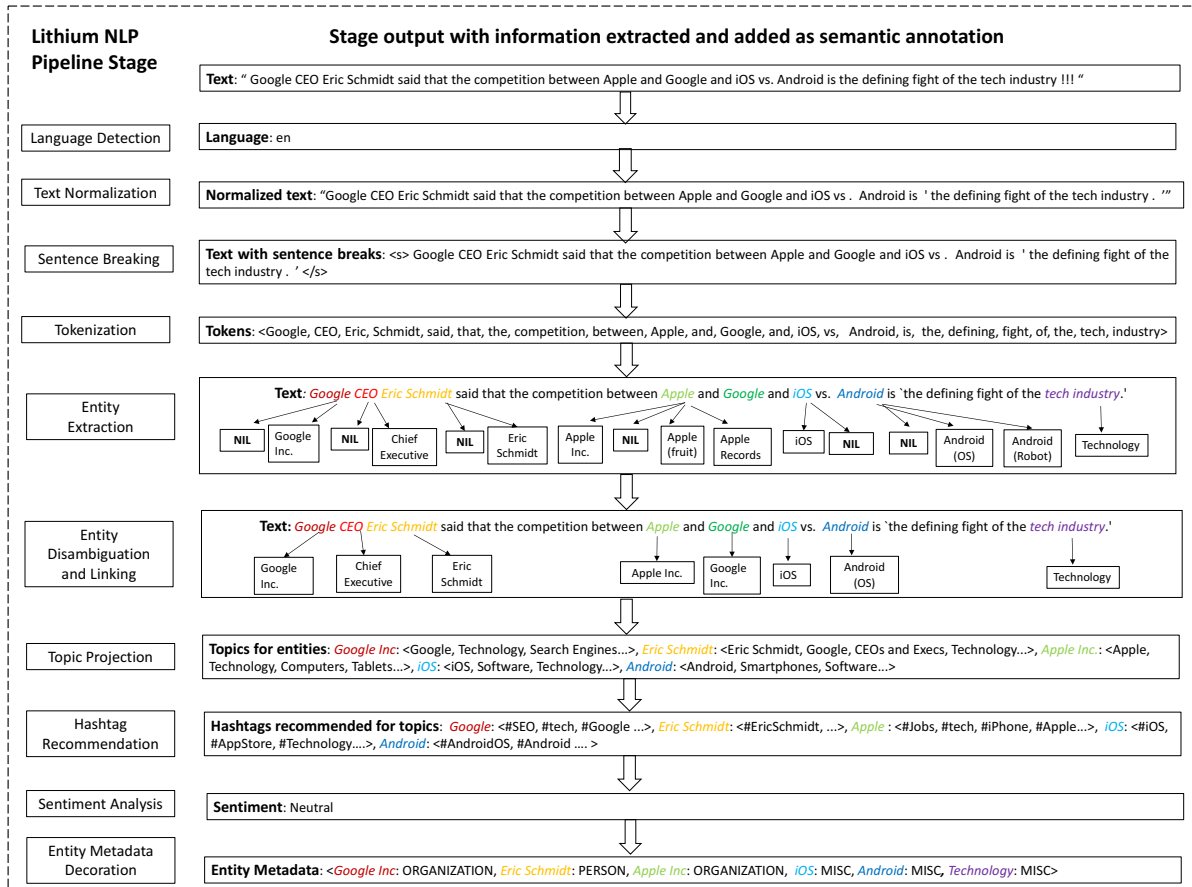 Lithium NLP
Pipeline Stage
Stage output with information extracted and added as semantic annotation
Text: “ Google CEO Eric Schmidt said that the competition between Apple and Google and iOS vs. Android is the defining fight of the tech industry !!! “
Language Detection
Language: en
Text Normalization
Normalized text: “Google CEO Eric Schmidt said that the competition between Apple and Google and iOS vs . Android is ' the defining fight of the tech industry . ’”
Sentence Breaking
Text with sentence breaks: <s> Google CEO Eric Schmidt said that the competition between Apple and Google and iOS vs . Android is ' the defining fight of the
tech industry . ’ </s>
Tokenization
Tokens: <Google, CEO, Eric, Schmidt, said, that, the, competition, between, Apple, and, Google, and, iOS, vs, Android, is, the, defining, fight, of, the, tech, industry>
Entity
Extraction
Text: Google CEO Eric Schmidt said that the competition between Apple and Google and iOS vs. Android is `the defining fight of the tech industry.'
NIL
Google
Inc.
NIL
Chief
Executive
NIL
Eric
Schmidt
Apple
Inc.
NIL
Apple
(fruit)
Apple
Records
iOS
NIL
NIL
Android
(OS)
Android
(Robot)
Technology
Entity
Disambiguation
and Linking
Text: Google CEO Eric Schmidt said that the competition between Apple and Google and iOS vs. Android is `the defining fight of the tech industry.'
Google
Inc.
Chief
Executive
Eric
Schmidt
Apple Inc.
Google
Inc.
iOS
Android
(OS)
Technology
Topic Projection
Topics for entities: Google Inc: <Google, Technology, Search Engines...>, Eric Schmidt: <Eric Schmidt, Google, CEOs and Execs, Technology...>, Apple Inc.: <Apple,
Technology, Computers, Tablets...>, iOS: <iOS, Software, Technology...>, Android: <Android, Smartphones, Software...>
Hashtag
Recommendation
Hashtags recommended for topics: Google: <#SEO, #tech, #Google ...>, Eric Schmidt: <#EricSchmidt, ...>, Apple : <#Jobs, #tech, #iPhone, #Apple...>, iOS: <#iOS,
#AppStore, #Technology....>, Android: <#AndroidOS, #Android .... >
Sentiment Analysis
Sentiment: Neutral
Entity Metadata
Decoration
Entity Metadata: <Google Inc: ORGANIZATION, Eric Schmidt: PERSON, Apple Inc: ORGANIZATION, iOS: MISC, Android: MISC, Technology: MISC>